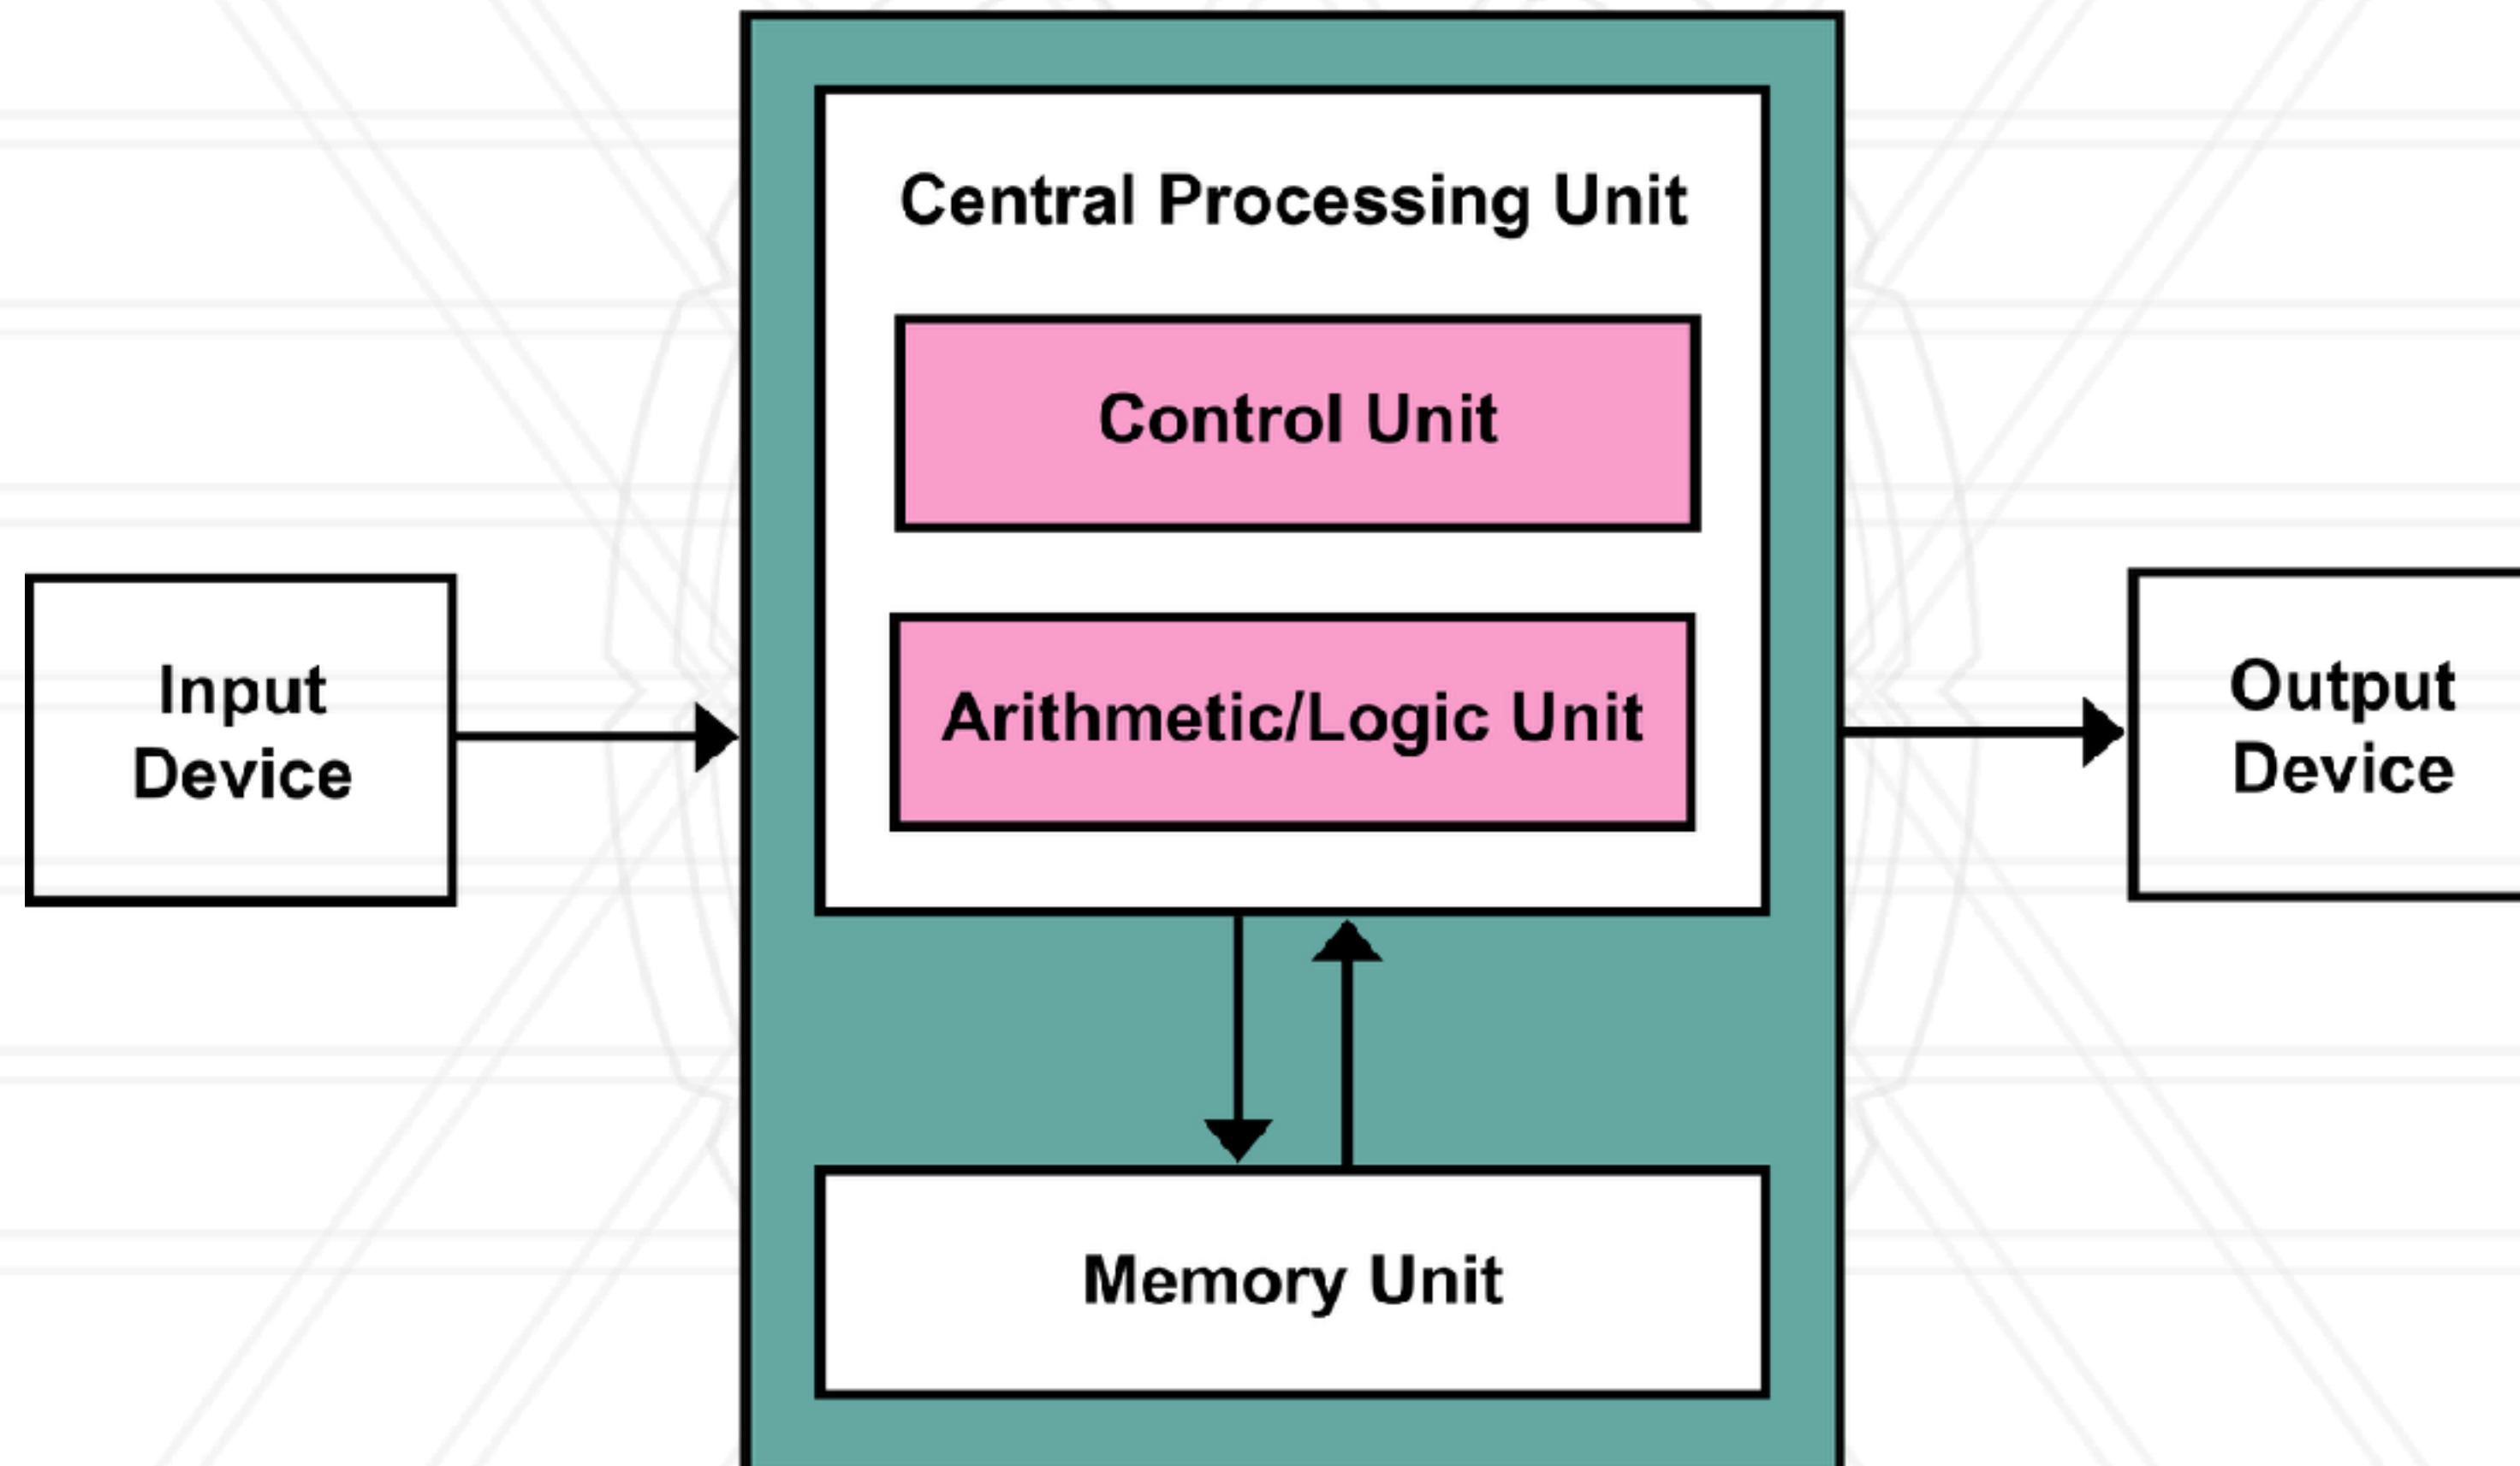 Central Processing Unit
Control Unit
Arithmetic/Logic Unit
Input
Device
Output
Device
Memory Unit